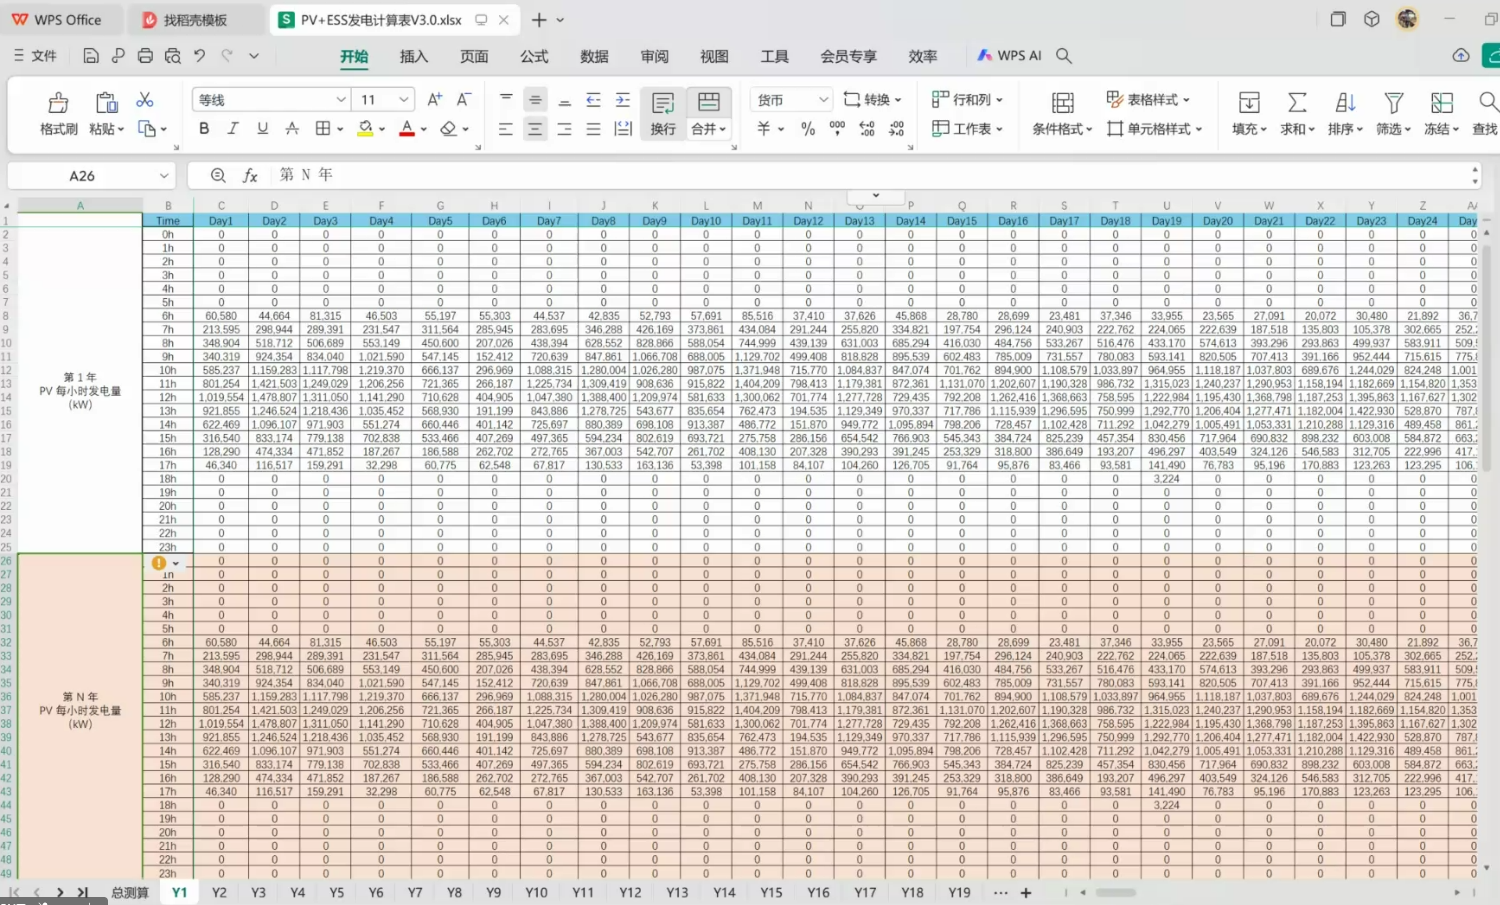 WPS Office 找稻壳模板 PV+ESS发电计算表V3.0.xlsx
文件 开始 插入 页面 公式 数据 审阅 视图 工具 会员专享 效率 WPS AI
等线 11 A+ A- 货币 转换 行和列 表格样式
格式刷 粘贴 B I U A 换行 合并 羊 % 000 工作表 条件格式 单元格样式 填充 求和 排序 筛选 冻结 查找
A26 fx 第 N 年
A B C D E F G H I J K L M N O P Q R S T U V W X Y Z
1 Time Day1 Day2 Day3 Day4 Day5 Day6 Day7 Day8 Day9 Day10 Day11 Day12 Day13 Day14 Day15 Day16 Day17 Day18 Day19 Day20 Day21 Day22 Day23 Day24 Day
2 0h 0 0 0 0 0 0 0 0 0 0 0 0 0 0 0 0 0 0 0 0 0 0 0 0 0
3 1h 0 0 0 0 0 0 0 0 0 0 0 0 0 0 0 0 0 0 0 0 0 0 0 0 0
4 2h 0 0 0 0 0 0 0 0 0 0 0 0 0 0 0 0 0 0 0 0 0 0 0 0 0
5 3h 0 0 0 0 0 0 0 0 0 0 0 0 0 0 0 0 0 0 0 0 0 0 0 0 0
6 4h 0 0 0 0 0 0 0 0 0 0 0 0 0 0 0 0 0 0 0 0 0 0 0 0 0
7 5h 0 0 0 0 0 0 0 0 0 0 0 0 0 0 0 0 0 0 0 0 0 0 0 0 0
8 6h 60,580 44,664 81,315 46,503 55,197 55,303 44,537 42,835 52,793 57,691 85,516 37,410 37,626 45,868 28,780 28,699 23,481 37,346 33,955 23,565 27,091 20,072 30,480 21,892 36,7
9 7h 213,595 298,944 289,391 231,547 311,564 285,945 283,695 346,288 426,169 373,861 434,084 291,244 255,820 334,821 197,754 296,124 240,903 222,762 224,065 222,639 187,518 135,803 105,378 302,665 252,
10 8h 348,904 518,712 506,689 553,149 450,600 207,026 438,394 628,552 828,866 588,054 744,999 439,139 631,003 685,294 416,030 484,756 533,267 516,476 433,170 574,613 393,296 293,863 499,937 583,911 509,
11 9h 340,319 924,354 834,040 1,021,590 547,145 152,412 720,639 847,861 1,066,708 688,005 1,129,702 499,408 818,828 895,539 602,483 785,009 731,557 780,083 593,141 820,505 707,413 391,166 952,444 715,615 775,
12 10h 585,237 1,159,283 1,117,798 1,219,370 666,137 296,969 1,088,315 1,280,004 1,026,280 987,075 1,371,948 715,770 1,084,837 847,074 701,762 894,900 1,108,579 1,033,897 964,955 1,118,187 1,037,803 689,676 1,244,029 824,248 1,001
13 11h 801,254 1,421,503 1,249,029 1,206,256 721,365 266,187 1,225,734 1,309,419 908,636 915,822 1,404,209 798,413 1,179,381 872,361 1,131,070 1,202,607 1,190,328 986,732 1,315,023 1,240,237 1,290,953 1,158,194 1,182,669 1,154,820 1,353
14 12h 1,019,554 1,478,807 1,311,050 1,141,290 710,628 404,905 1,047,380 1,388,400 1,209,974 581,633 1,300,062 701,774 1,277,728 729,435 792,208 1,262,416 1,368,663 758,595 1,222,984 1,195,430 1,368,798 1,187,253 1,395,863 1,167,627 1,302
15 13h 921,855 1,246,524 1,218,436 1,035,452 568,930 191,199 843,886 1,278,725 543,677 835,654 762,473 194,535 1,129,349 970,337 717,786 1,115,939 1,296,595 750,999 1,292,770 1,206,404 1,277,471 1,182,004 1,422,930 528,870 787,
16 14h 622,469 1,096,107 971,903 551,274 660,446 401,142 725,697 880,389 698,108 913,387 486,772 151,870 949,772 1,095,894 798,206 728,457 1,102,428 711,292 1,042,279 1,005,491 1,053,331 1,210,288 1,129,316 489,458 861,
17 15h 316,540 833,174 779,138 702,838 533,466 407,269 497,365 594,234 802,619 693,721 275,758 286,156 654,542 766,903 545,343 384,724 825,239 457,354 830,456 717,964 690,832 898,232 603,008 584,872 663,
18 16h 128,290 474,334 471,852 187,267 186,588 262,702 272,765 367,003 542,707 261,702 408,130 207,328 390,293 391,245 253,329 318,800 386,649 193,207 496,297 403,549 324,126 546,583 312,705 222,996 417,
19 17h 46,340 116,517 159,291 32,298 60,775 62,548 67,817 130,533 163,136 53,398 101,158 84,107 104,260 126,705 91,764 95,876 83,466 93,581 141,490 76,783 95,196 170,883 123,263 123,295 106,
20 18h 0 0 0 0 0 0 0 0 0 0 0 0 0 0 0 0 0 0 3,224 0 0 0 0 0 0
21 19h 0 0 0 0 0 0 0 0 0 0 0 0 0 0 0 0 0 0 0 0 0 0 0 0 0
22 20h 0 0 0 0 0 0 0 0 0 0 0 0 0 0 0 0 0 0 0 0 0 0 0 0 0
23 21h 0 0 0 0 0 0 0 0 0 0 0 0 0 0 0 0 0 0 0 0 0 0 0 0 0
24 22h 0 0 0 0 0 0 0 0 0 0 0 0 0 0 0 0 0 0 0 0 0 0 0 0 0
25 23h 0 0 0 0 0 0 0 0 0 0 0 0 0 0 0 0 0 0 0 0 0 0 0 0 0
第 1 年
PV 每小时发电量
(kW)
26 0 0 0 0 0 0 0 0 0 0 0 0 0 0 0 0 0 0 0 0 0 0 0 0 0
27 1h 0 0 0 0 0 0 0 0 0 0 0 0 0 0 0 0 0 0 0 0 0 0 0 0 0
28 2h 0 0 0 0 0 0 0 0 0 0 0 0 0 0 0 0 0 0 0 0 0 0 0 0 0
29 3h 0 0 0 0 0 0 0 0 0 0 0 0 0 0 0 0 0 0 0 0 0 0 0 0 0
30 4h 0 0 0 0 0 0 0 0 0 0 0 0 0 0 0 0 0 0 0 0 0 0 0 0 0
31 5h 0 0 0 0 0 0 0 0 0 0 0 0 0 0 0 0 0 0 0 0 0 0 0 0 0
32 6h 60,580 44,664 81,315 46,503 55,197 55,303 44,537 42,835 52,793 57,691 85,516 37,410 37,626 45,868 28,780 28,699 23,481 37,346 33,955 23,565 27,091 20,072 30,480 21,892 36,7
33 7h 213,595 298,944 289,391 231,547 311,564 285,945 283,695 346,288 426,169 373,861 434,084 291,244 255,820 334,821 197,754 296,124 240,903 222,762 224,065 222,639 187,518 135,803 105,378 302,665 252,
34 8h 348,904 518,712 506,689 553,149 450,600 207,026 438,394 628,552 828,866 588,054 744,999 439,139 631,003 685,294 416,030 484,756 533,267 516,476 433,170 574,613 393,296 293,863 499,937 583,911 509,
35 9h 340,319 924,354 834,040 1,021,590 547,145 152,412 720,639 847,861 1,066,708 688,005 1,129,702 499,408 818,828 895,539 602,483 785,009 731,557 780,083 593,141 820,505 707,413 391,166 952,444 715,615 775,
36 10h 585,237 1,159,283 1,117,798 1,219,370 666,137 296,969 1,088,315 1,280,004 1,026,280 987,075 1,371,948 715,770 1,084,837 847,074 701,762 894,900 1,108,579 1,033,897 964,955 1,118,187 1,037,803 689,676 1,244,029 824,248 1,001
37 11h 801,254 1,421,503 1,249,029 1,206,256 721,365 266,187 1,225,734 1,309,419 908,636 915,822 1,404,209 798,413 1,179,381 872,361 1,131,070 1,202,607 1,190,328 986,732 1,315,023 1,240,237 1,290,953 1,158,194 1,182,669 1,154,820 1,353
38 12h 1,019,554 1,478,807 1,311,050 1,141,290 710,628 404,905 1,047,380 1,388,400 1,209,974 581,633 1,300,062 701,774 1,277,728 729,435 792,208 1,262,416 1,368,663 758,595 1,222,984 1,195,430 1,368,798 1,187,253 1,395,863 1,167,627 1,302
39 13h 921,855 1,246,524 1,218,436 1,035,452 568,930 191,199 843,886 1,278,725 543,677 835,654 762,473 194,535 1,129,349 970,337 717,786 1,115,939 1,296,595 750,999 1,292,770 1,206,404 1,277,471 1,182,004 1,422,930 528,870 787,
40 14h 622,469 1,096,107 971,903 551,274 660,446 401,142 725,697 880,389 698,108 913,387 486,772 151,870 949,772 1,095,894 798,206 728,457 1,102,428 711,292 1,042,279 1,005,491 1,053,331 1,210,288 1,129,316 489,458 861,
41 15h 316,540 833,174 779,138 702,838 533,466 407,269 497,365 594,234 802,619 693,721 275,758 286,156 654,542 766,903 545,343 384,724 825,239 457,354 830,456 717,964 690,832 898,232 603,008 584,872 663,
42 16h 128,290 474,334 471,852 187,267 186,588 262,702 272,765 367,003 542,707 261,702 408,130 207,328 390,293 391,245 253,329 318,800 386,649 193,207 496,297 403,549 324,126 546,583 312,705 222,996 417,
43 17h 46,340 116,517 159,291 32,298 60,775 62,548 67,817 130,533 163,136 53,398 101,158 84,107 104,260 126,705 91,764 95,876 83,466 93,581 141,490 76,783 95,196 170,883 123,263 123,295 106,
44 18h 0 0 0 0 0 0 0 0 0 0 0 0 0 0 0 0 0 0 3,224 0 0 0 0 0 0
45 19h 0 0 0 0 0 0 0 0 0 0 0 0 0 0 0 0 0 0 0 0 0 0 0 0 0
46 20h 0 0 0 0 0 0 0 0 0 0 0 0 0 0 0 0 0 0 0 0 0 0 0 0 0
47 21h 0 0 0 0 0 0 0 0 0 0 0 0 0 0 0 0 0 0 0 0 0 0 0 0 0
48 22h 0 0 0 0 0 0 0 0 0 0 0 0 0 0 0 0 0 0 0 0 0 0 0 0 0
49 23h 0 0 0 0 0 0 0 0 0 0 0 0 0 0 0 0 0 0 0 0 0 0 0 0 0
第 N 年
PV 每小时发电量
(kW)
总测算 Y1 Y2 Y3 Y4 Y5 Y6 Y7 Y8 Y9 Y10 Y11 Y12 Y13 Y14 Y15 Y16 Y17 Y18 Y19 ··· +